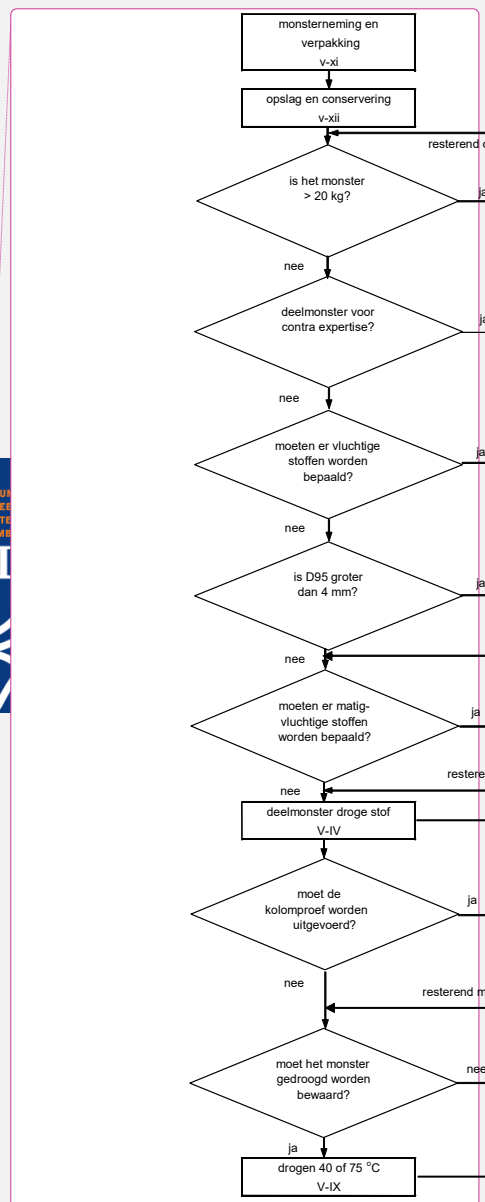 monsterneming en
verpakking
v-xi
opslag en conservering
v-xii
resterend
is het monster
> 20 kg?
ja
nee
deelmonster voor
contra expertise?
ja
nee
moeten er vluchtige
stoffen worden
bepaald?
ja
nee
is D95 groter
dan 4 mm?
ja
nee
moeten er matig-
vluchtige stoffen
worden bepaald?
ja
nee
deelmonster droge stof
V-IV
moet de
kolomproef worden
uitgevoerd?
ja
nee
resterend m
moet het monster
gedroogd worden
bewaard?
nee
ja
drogen 40 of 75 °C
V-IX